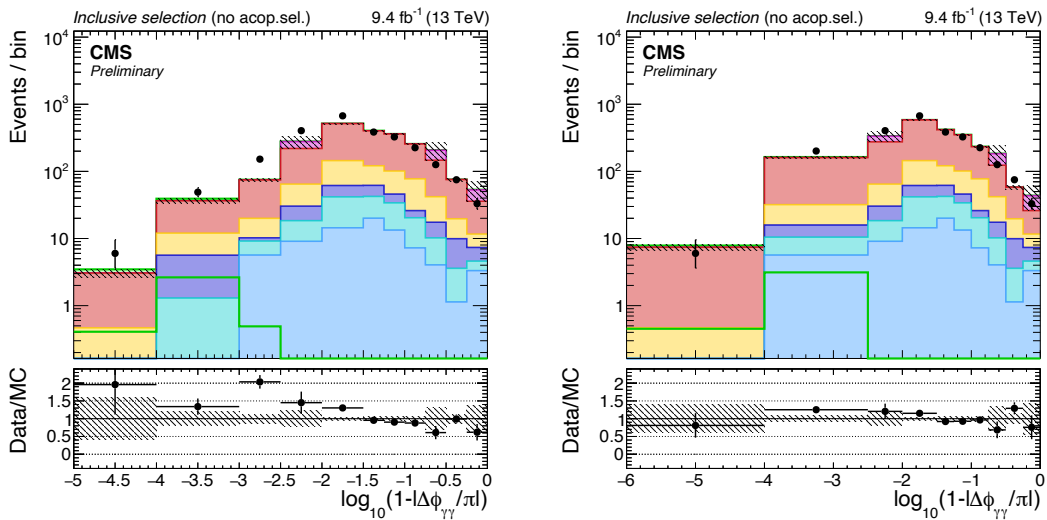 Inclusive selection (no acop.sel.) 9.4 fb⁻¹ (13 TeV)
Events / bin
10⁴
10³
10²
10
1
CMS
Preliminary
Data/MC
2
1.5
1
0.5
0
−5 −4.5 −4 −3.5 −3 −2.5 −2 −1.5 −1 −0.5 0
log₁₀(1-|Δϕγγ/π|)
Inclusive selection (no acop.sel.) 9.4 fb⁻¹ (13 TeV)
Events / bin
10⁴
10³
10²
10
1
CMS
Preliminary
Data/MC
2
1.5
1
0.5
0
−6 −5 −4 −3 −2 −1 0
log₁₀(1-|Δϕγγ/π|)